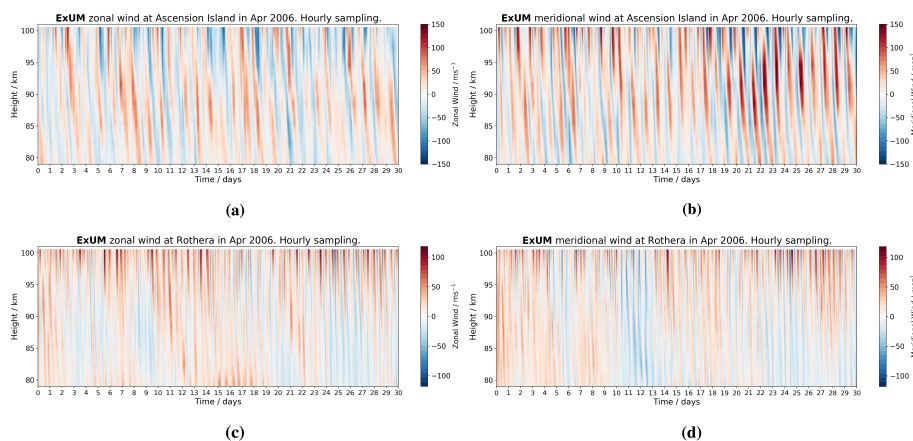 ExUM zonal wind at Ascension Island in Apr 2006. Hourly sampling.
100
95
90
85
80
Height / km
0 1 2 3 4 5 6 7 8 9 10 11 12 13 14 15 16 17 18 19 20 21 22 23 24 25 26 27 28 29 30
Time / days
150
100
50
0
−50
−100
−150
Zonal Wind / ms⁻¹
(a)
ExUM meridional wind at Ascension Island in Apr 2006. Hourly sampling.
100
95
90
85
80
Height / km
0 1 2 3 4 5 6 7 8 9 10 11 12 13 14 15 16 17 18 19 20 21 22 23 24 25 26 27 28 29 30
Time / days
150
100
50
0
−50
−100
−150
(b)
ExUM zonal wind at Rothera in Apr 2006. Hourly sampling.
100
95
90
85
80
Height / km
0 1 2 3 4 5 6 7 8 9 10 11 12 13 14 15 16 17 18 19 20 21 22 23 24 25 26 27 28 29 30
Time / days
100
50
0
−50
−100
Zonal Wind / ms⁻¹
(c)
ExUM meridional wind at Rothera in Apr 2006. Hourly sampling.
100
95
90
85
80
Height / km
0 1 2 3 4 5 6 7 8 9 10 11 12 13 14 15 16 17 18 19 20 21 22 23 24 25 26 27 28 29 30
Time / days
100
50
0
−50
−100
(d)